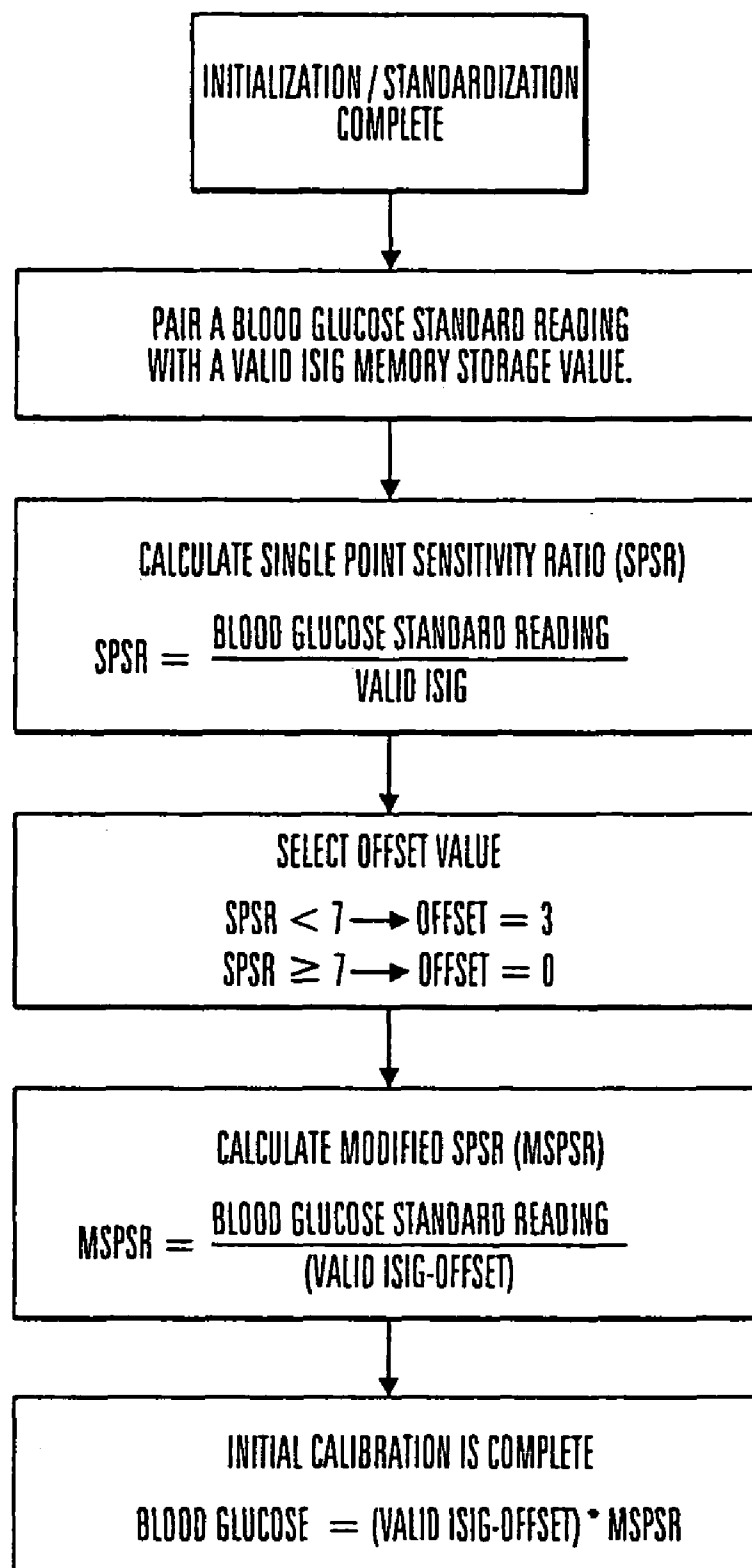 INITIALIZATION / STANDARDIZATION
COMPLETE
PAIR A BLOOD GLUCOSE STANDARD READING
WITH A VALID ISIG MEMORY STORAGE VALUE.
CALCULATE SINGLE POINT SENSITIVITY RATIO (SPSR)
SPSR = BLOOD GLUCOSE STANDARD READING
VALID ISIG
SELECT OFFSET VALUE
SPSR < 7 → OFFSET = 3
SPSR ≥ 7 → OFFSET = 0
CALCULATE MODIFIED SPSR (MSPSR)
MSPSR = BLOOD GLUCOSE STANDARD READING
(VALID ISIG-OFFSET)
INITIAL CALIBRATION IS COMPLETE
BLOOD GLUCOSE = (VALID ISIG-OFFSET) * MSPSR